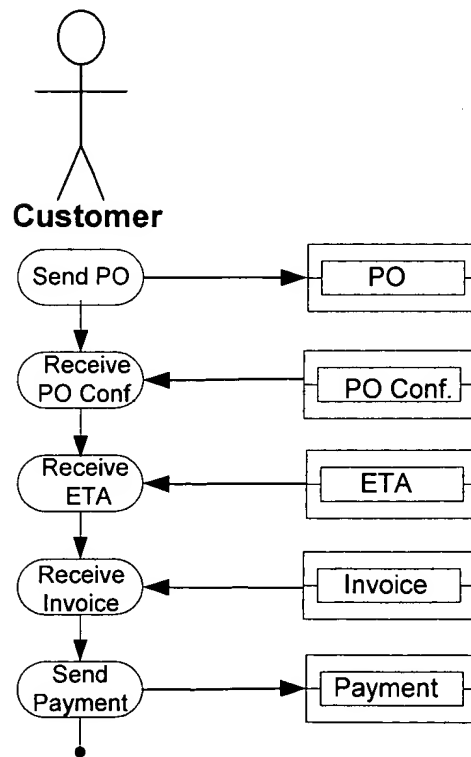 Customer
Send PO
PO
Receive
PO Conf.
PO Conf.
Receive
ETA
ETA
Receive
Invoice
Invoice
Send
Payment
Payment